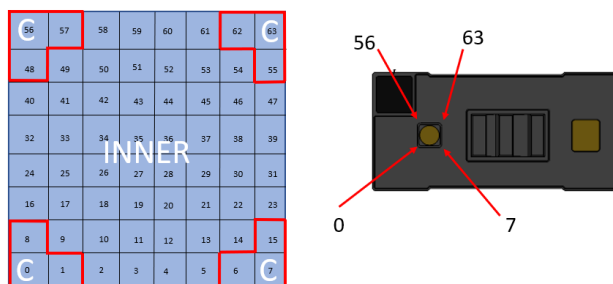 C C
56 57 58 59 60 61 62 63
48 49 50 51 52 53 54 55
40 41 42 43 44 45 46 47
32 33 34 35 36 37 38 39
INNER
24 25 26 27 28 29 30 31
16 17 18 19 20 21 22 23
8 9 10 11 12 13 14 15
0 1 2 3 4 5 6 7
C C
56 63
0 7